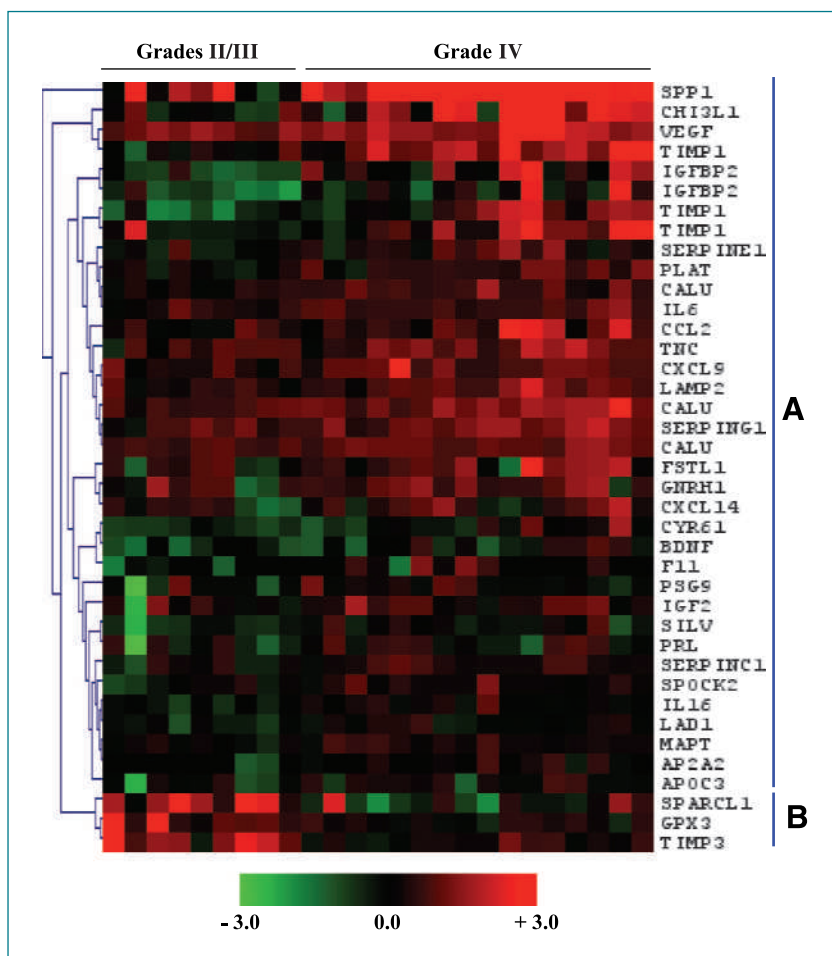 Grades II/III Grade IV
SPP1
CHI3L1
VEGF
TIMP1
IGFBP2
IGFBP2
TIMP1
TIMP1
SERPINE1
PLAT
CALU
IL6
CCL2
TNC
CXCL9
LAMP2
CALU
A
SERPING1
CALU
FSTL1
GNRH1
CXCL14
CYR61
BDNF
F11
PSG9
IGF2
SILV
PRL
SERPINC1
SPOCK2
IL16
LAD1
MAPT
AP2A2
APOC3
SPARCL1
GPX3
B
TIMP3
- 3.0 0.0 + 3.0